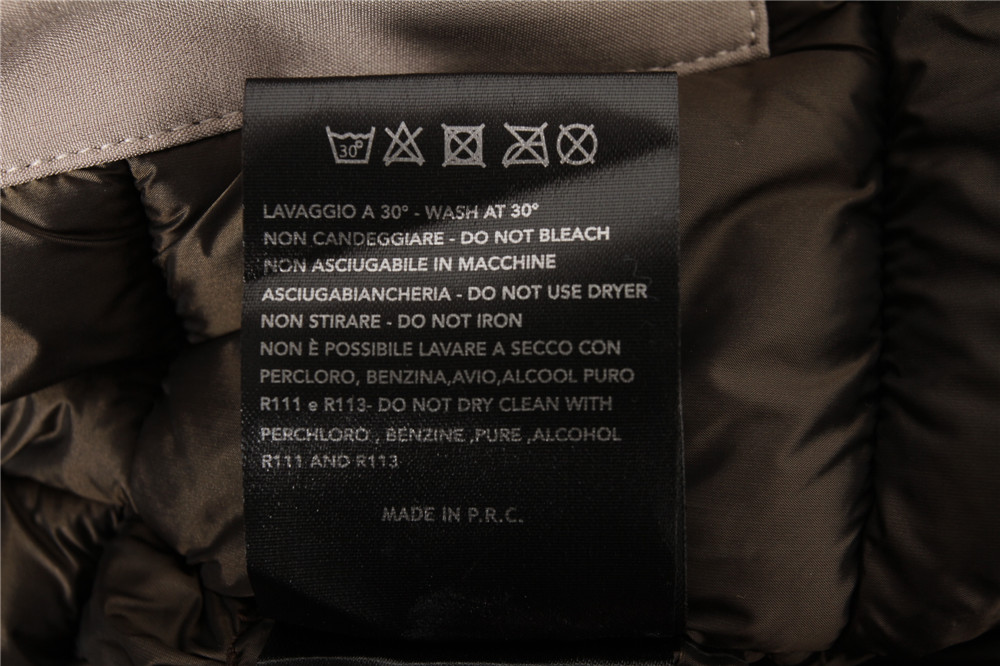 30°
LAVAGGIO A 30° - WASH AT 30°
NON CANDEGGIARE - DO NOT BLEACH
NON ASCIUGABILE IN MACCHINE
ASCIUGABIANCHERIA - DO NOT USE DRYER
NON STIRARE - DO NOT IRON
NON È POSSIBILE LAVARE A SECCO CON
PERCLORO, BENZINA,AVIO,ALCOOL PURO
R111 e R113- DO NOT DRY CLEAN WITH
PERCHLORO , BENZINE ,PURE ,ALCOHOL
R111 AND R113
MADE IN P.R.C.